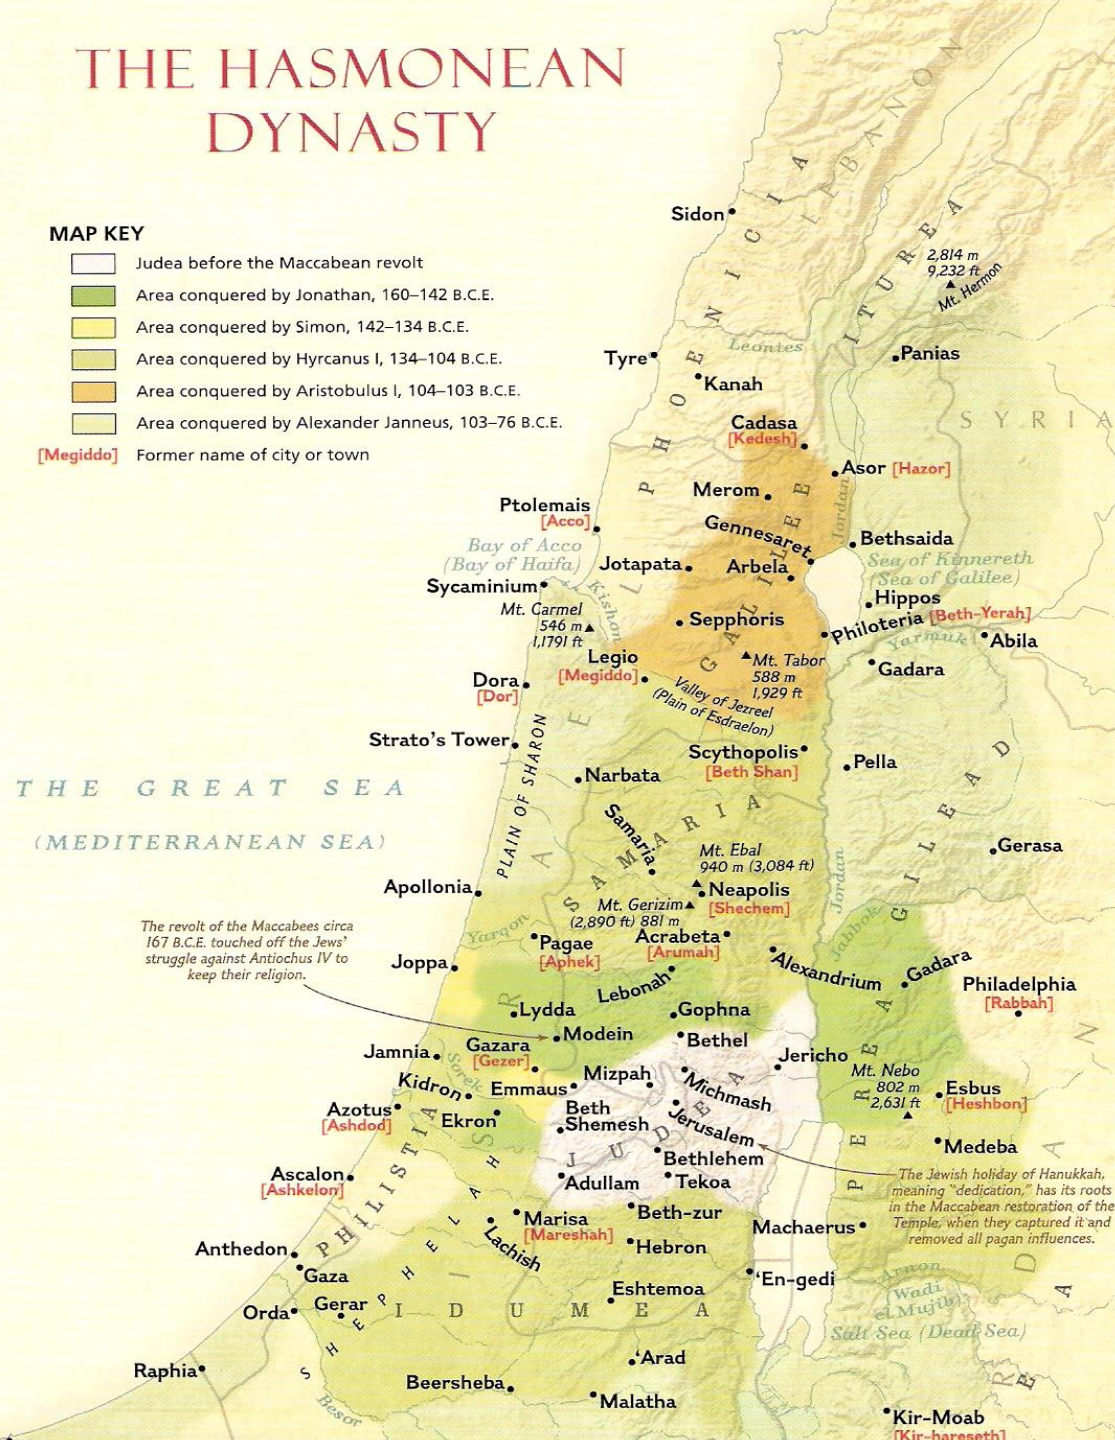 THE HASMONEAN
DYNASTY
MAP KEY
Judea before the Maccabean revolt
Area conquered by Jonathan, 160–142 B.C.E.
Area conquered by Simon, 142–134 B.C.E.
Area conquered by Hyrcanus I, 134–104 B.C.E.
Area conquered by Aristobulus I, 104–103 B.C.E.
Area conquered by Alexander Janneus, 103–76 B.C.E.
[Megiddo] Former name of city or town
LEBANON
PHOENICIA
ITUREA
Sidon
2,814 m
9,232 ft
Mt. Hermon
Leontes
Tyre
Panias
Kanah
SYRIA
Cadasa
[Kedesh]
Asor [Hazor]
Merom
Jordan
Ptolemais
[Acco]
Gennesaret
Bethsaida
Bay of Acco
(Bay of Haifa)
Sea of Kinnereth
(Sea of Galilee)
Jotapata
Arbela
GALILEE
Sycaminium
Kishon
Hippos
Mt. Carmel
546 m
1,1791 ft
Sepphoris
Philoteria [Beth-Yerah]
Yarmuk
Abila
Legio
[Megiddo]
Mt. Tabor
588 m
1,929 ft
Gadara
Dora
[Dor]
Valley of Jezreel
(Plain of Esdraelon)
Strato's Tower
PLAIN OF SHARON
Scythopolis
[Beth Shan]
Pella
Narbata
THE GREAT SEA
(MEDITERRANEAN SEA)
GILEAD
Samaria
SAMARIA
Mt. Ebal
940 m (3,084 ft)
Gerasa
Jordan
Apollonia
Neapolis
[Shechem]
Mt. Gerizim
(2,890 ft) 881 m
The revolt of the Maccabees circa
167 B.C.E. touched off the Jews'
struggle against Antiochus IV to
keep their religion.
Yarqon
Pagae
[Aphek]
Acrabeta
[Arumah]
Jabbok
Joppa
Alexandrium
Gadara
Lebonah
Philadelphia
[Rabbah]
Lydda
Gophna
Modein
Bethel
Jamnia
Gazara
[Gezer]
Jericho
Sorek
Mizpah
Mt. Nebo
802 m
2,631 ft
Kidron
Emmaus
Michmash
Esbus
[Heshbon]
PEREA
Azotus
[Ashdod]
Ekron
Beth
Shemesh
Jerusalem
JUDEA
Medeba
Bethlehem
Ascalon
[Ashkelon]
Adullam
Tekoa
The Jewish holiday of Hanukkah,
meaning "dedication," has its roots
in the Maccabean restoration of the
Temple, when they captured it and
removed all pagan influences.
PHILISTIA
Marisa
[Mareshah]
Beth-zur
Machaerus
Lachish
Anthedon
Hebron
Gaza
'En-gedi
Arnon
Wadi
el Mujib
SHEPHELAH
Eshtemoa
Orda
Gerar
IDUMEA
Salt Sea (Dead Sea)
'Arad
Raphia
Beersheba
Malatha
Besor
Kir-Moab
[Kir-hareseth]